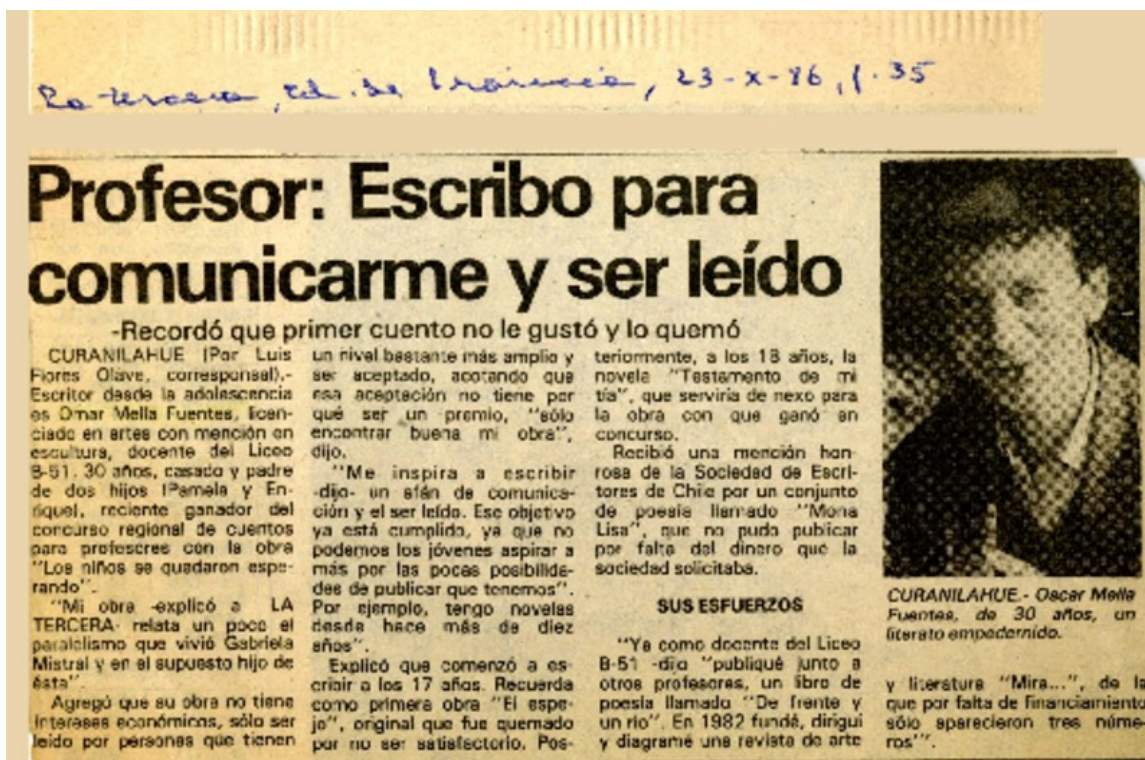 La tercera, ed. de Provincia, 23-X-86, p. 35
Profesor: Escribo para
comunicarme y ser leído
-Recordó que primer cuento no le gustó y lo quemó
CURANILAHUE (Por Luis
Flores Olave, corresponsal).-
Escritor desde la adolescencia
es Omar Mella Fuentes, licen-
ciado en artes con mención en
escultura, docente del Liceo
B-51, 30 años, casado y padre
de dos hijos (Pamela y En-
rique), reciente ganador del
concurso regional de cuentos
para profesores con la obra
"Los niños se quedaron espe-
rando".
"Mi obra -explicó a LA
TERCERA- relata un poco el
paralelismo que vivió Gabriela
Mistral y en el supuesto hijo de
ésta".
Agregó que su obra no tiene
intereses económicos, sólo ser
leído por personas que tienen
un nivel bastante más amplio y
ser aceptado, acotando que
esa aceptación no tiene por
qué ser un premio, "sólo
encontrar buena mi obra",
dijo.
"Me inspira a escribir
-dijo- un afán de comunica-
ción y el ser leído. Ese objetivo
ya está cumplido, ya que no
podemos los jóvenes aspirar a
más por las pocas posibilida-
des de publicar que tenemos".
Por ejemplo, tengo novelas
desde hace más de diez
años".
Explicó que comenzó a es-
cribir a los 17 años. Recuerda
como primera obra "El espe-
jo", original que fue quemado
por no ser satisfactorio. Pos-
teriormente, a los 18 años, la
novela "Testamento de mi
tía", que serviría de nexo para
la obra con que ganó en
concurso.
Recibió una mención hon-
rosa de la Sociedad de Escri-
tores de Chile por un conjunto
de poesía llamado "Mona
Lisa", que no pudo publicar
por falta del dinero que la
sociedad solicitaba.
SUS ESFUERZOS
"Ya como docente del Liceo
B-51 -dijo "publiqué junto a
otros profesores, un libro de
poesía llamado "De frente y
un río". En 1982 fundé, dirigí
y diagramé una revista de arte
CURANILAHUE.- Oscar Mella
Fuentes, de 30 años, un
literato empedernido.
y literatura "Mira...", de la
que por falta de financiamiento
sólo aparecieron tres núme-
ros"".